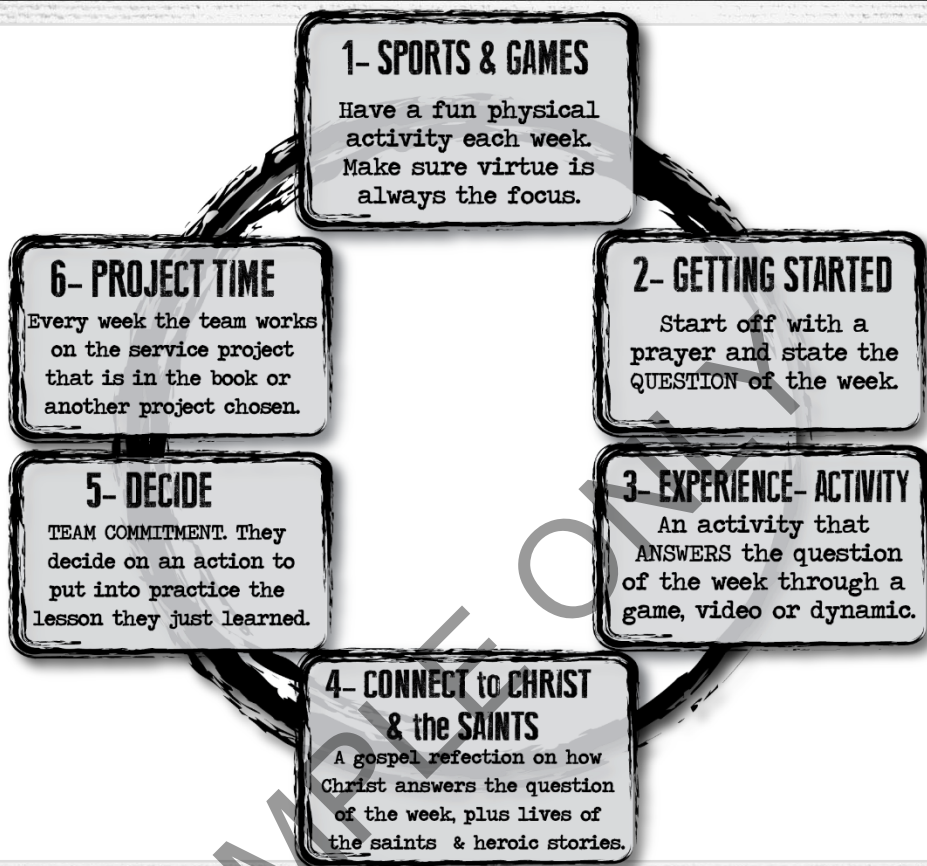 1- SPORTS & GAMES
Have a fun physical
activity each week.
Make sure virtue is
always the focus.
2- GETTING STARTED
Start off with a
prayer and state the
QUESTION of the week.
3- EXPERIENCE- ACTIVITY
An activity that
ANSWERS the question
of the week through a
game, video or dynamic.
4- CONNECT to CHRIST
& the SAINTS
A gospel refection on how
Christ answers the question
of the week, plus lives of
the saints & heroic stories.
5- DECIDE
TEAM COMMITMENT. They
decide on an action to
put into practice the
lesson they just learned.
6- PROJECT TIME
Every week the team works
on the service project
that is in the book or
another project chosen.
MPLE ONLY